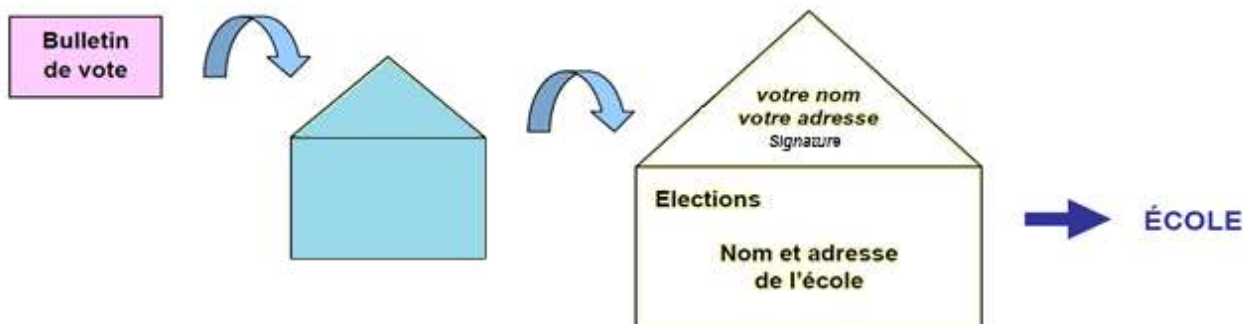 Bulletin
de vote
votre nom
votre adresse
Signature
Elections
Nom et adresse
de l'école
ÉCOLE